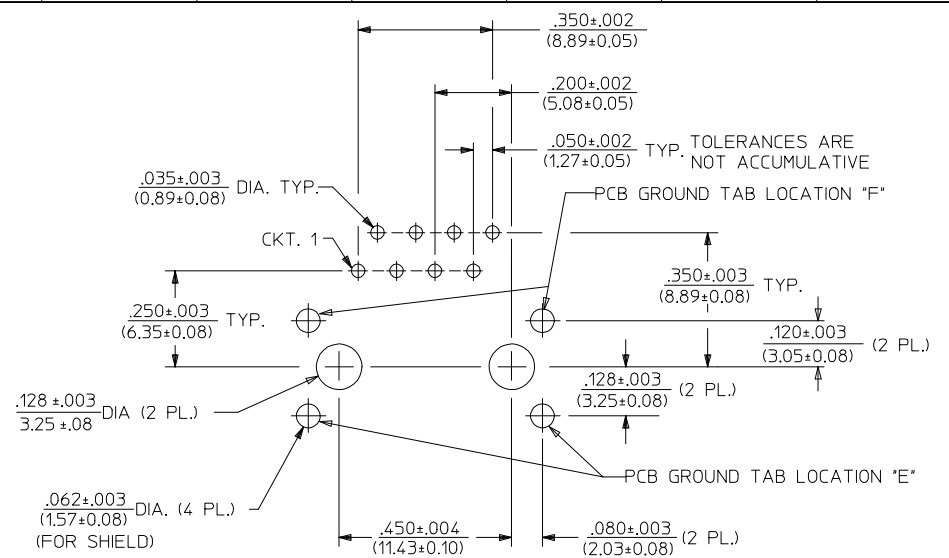 .350±.002
(8.89±0.05)
.200±.002
(5.08±0.05)
.050±.002
(1.27±0.05) TYP. TOLERANCES ARE
NOT ACCUMULATIVE
.035±.003
(0.89±0.08) DIA. TYP.
PCB GROUND TAB LOCATION "F"
CKT. 1
.350±.003
(8.89±0.08) TYP.
.250±.003
(6.35±0.08) TYP.
.120±.003
(3.05±0.08) (2 PL.)
.128±.003
(3.25±0.08) (2 PL.)
.128 ±.003
3.25 ±.08 DIA (2 PL.)
PCB GROUND TAB LOCATION "E"
.062±.003
(1.57±0.08) DIA. (4 PL.)
(FOR SHIELD)
.450±.004
(11.43±0.10)
.080±.003
(2.03±0.08) (2 PL.)